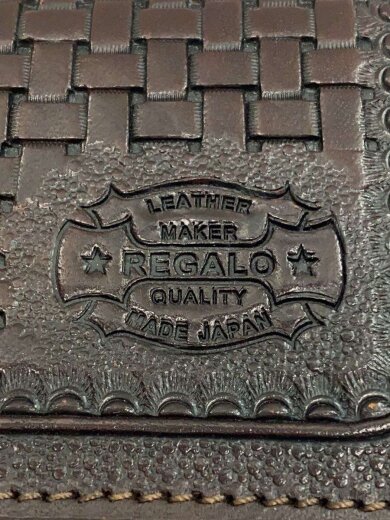 LEATHER
MAKER
★ REGALO ★
QUALITY
MADE JAPAN